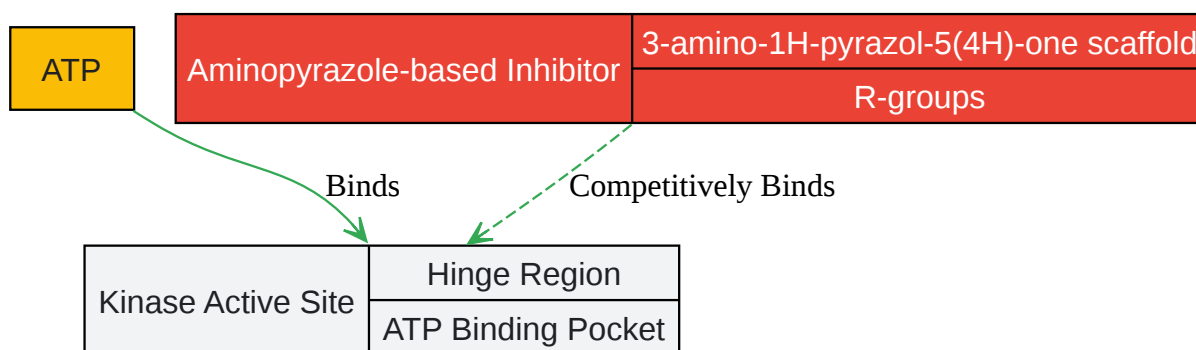 ATP
Aminopyrazole-based Inhibitor
3-amino-1H-pyrazol-5(4H)-one scaffold
R-groups
Binds
Competitively Binds
Kinase Active Site
Hinge Region
ATP Binding Pocket